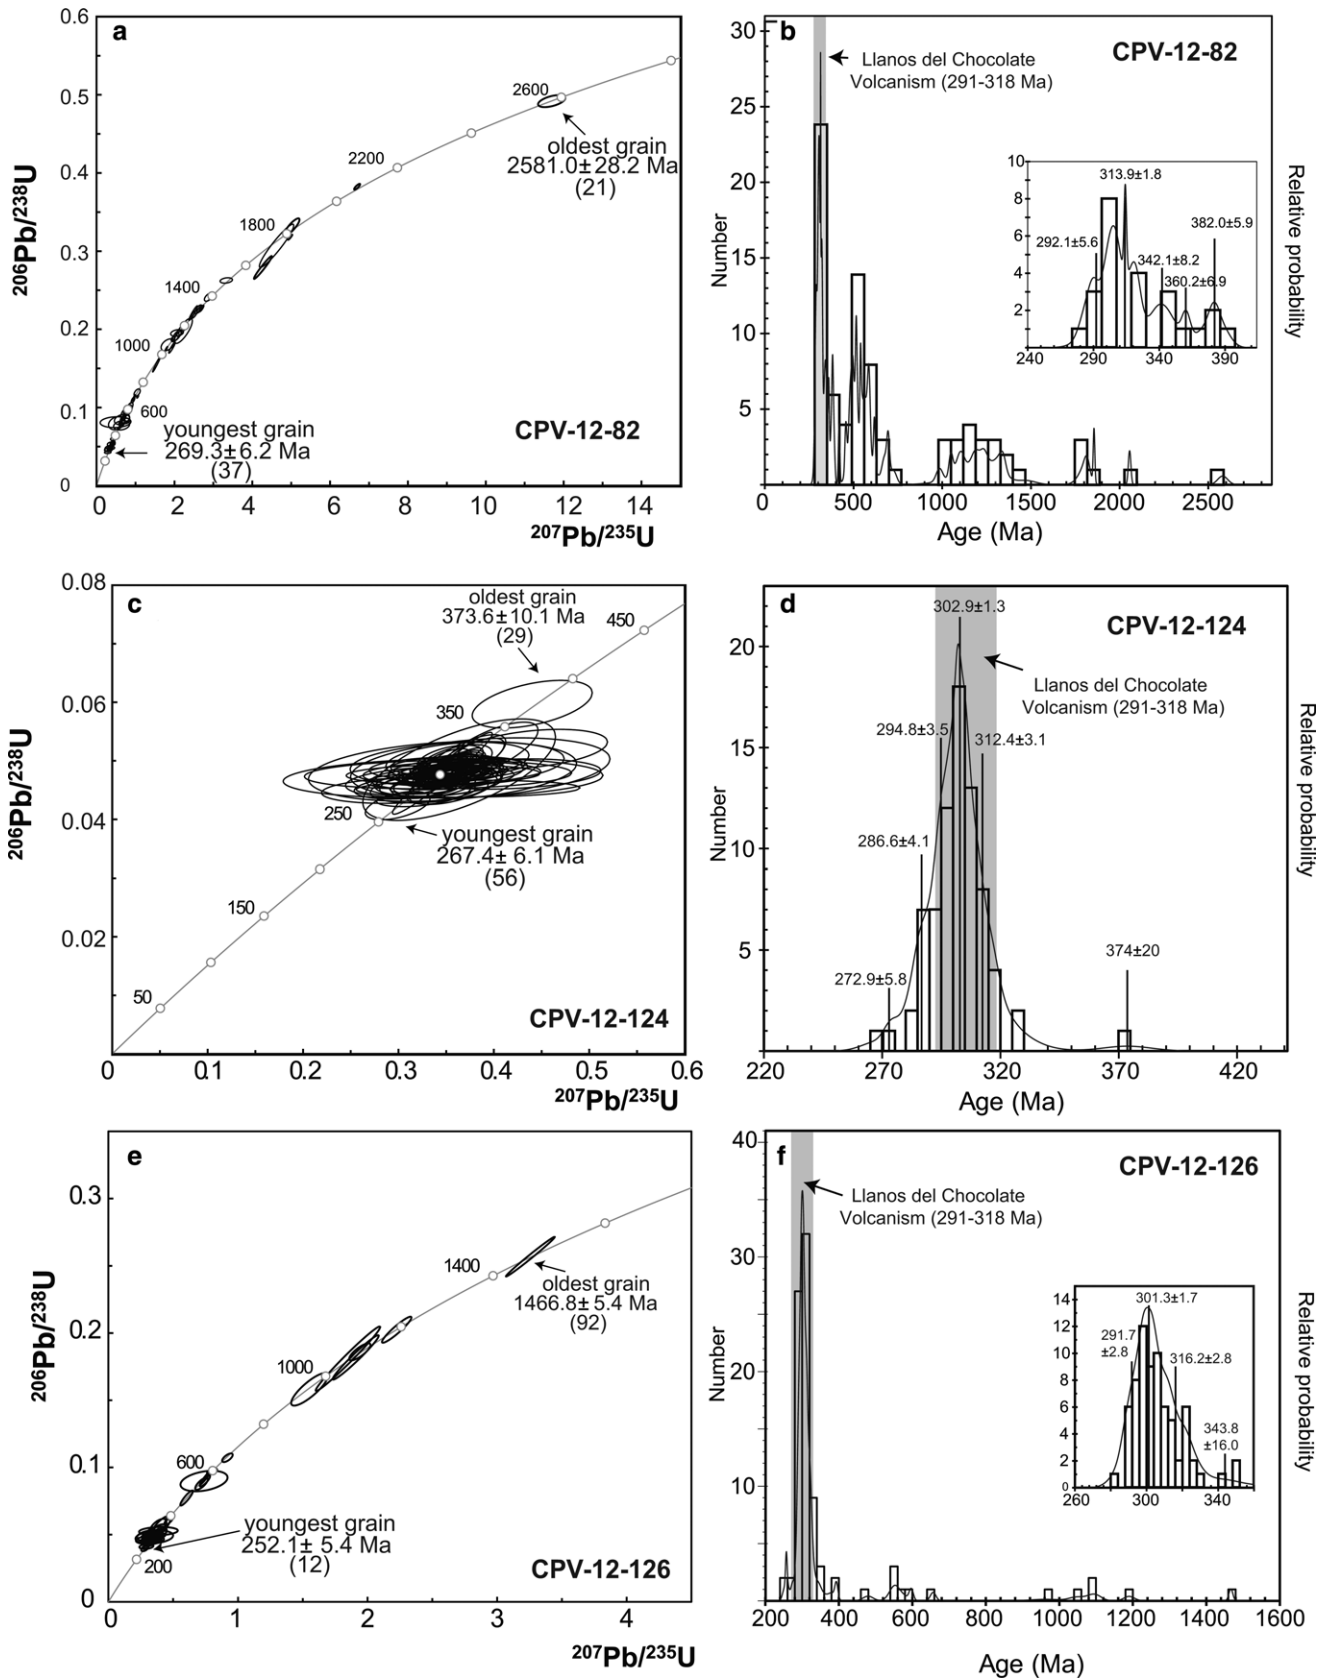 a
CPV-12-82
206Pb/238U
0.6
0.5
0.4
0.3
0.2
0.1
0
2600
2200
1800
1400
1000
600
oldest grain
2581.0±28.2 Ma
(21)
youngest grain
269.3±6.2 Ma
(37)
0 2 4 6 8 10 12 14
207Pb/235U
b
CPV-12-82
Llanos del Chocolate
Volcanism (291-318 Ma)
Number
30
25
20
15
10
5
Relative probability
10
8
6
4
2
313.9±1.8
382.0±5.9
292.1±5.6
342.1±8.2
360.2±6.9
240 290 340 390
0 500 1000 1500 2000 2500
Age (Ma)
c
CPV-12-124
206Pb/238U
0.08
0.06
0.04
0.02
oldest grain
373.6±10.1 Ma
(29)
450
350
250
150
50
youngest grain
267.4± 6.1 Ma
(56)
0 0.1 0.2 0.3 0.4 0.5 0.6
207Pb/235U
d
CPV-12-124
302.9±1.3
Llanos del Chocolate
Volcanism (291-318 Ma)
294.8±3.5
312.4±3.1
286.6±4.1
272.9±5.8
374±20
Number
20
15
10
5
Relative probability
220 270 320 370 420
Age (Ma)
e
206Pb/238U
0.3
0.2
0.1
0
1400
1000
600
200
oldest grain
1466.8± 5.4 Ma
(92)
youngest grain
252.1± 5.4 Ma
(12)
CPV-12-126
0 1 2 3 4
207Pb/235U
f
CPV-12-126
Llanos del Chocolate
Volcanism (291-318 Ma)
Number
40
30
20
10
Relative probability
14
12
10
8
6
4
2
0
301.3±1.7
291.7
±2.8
316.2±2.8
343.8
±16.0
260 300 340
200 400 600 800 1000 1200 1400 1600
Age (Ma)